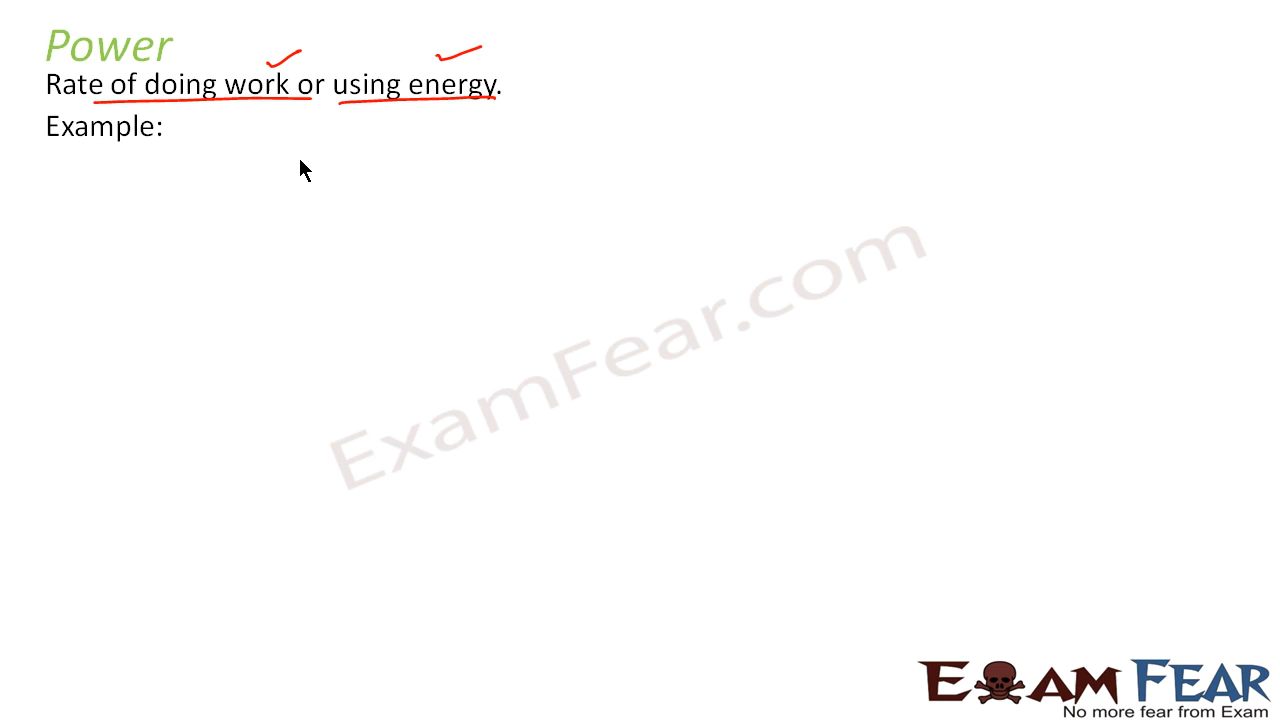 Power
Rate of doing work or using energy.
Example:
ExamFear.com
EXAM FEAR
No more fear from Exam